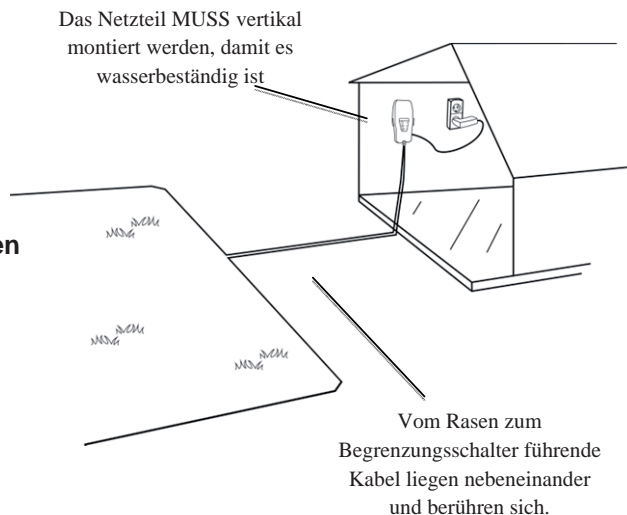 Das Netzteil MUSS vertikal
montiert werden, damit es
wasserbeständig ist
en
Vom Rasen zum
Begrenzungsschalter führende
Kabel liegen nebeneinander
und berühren sich.